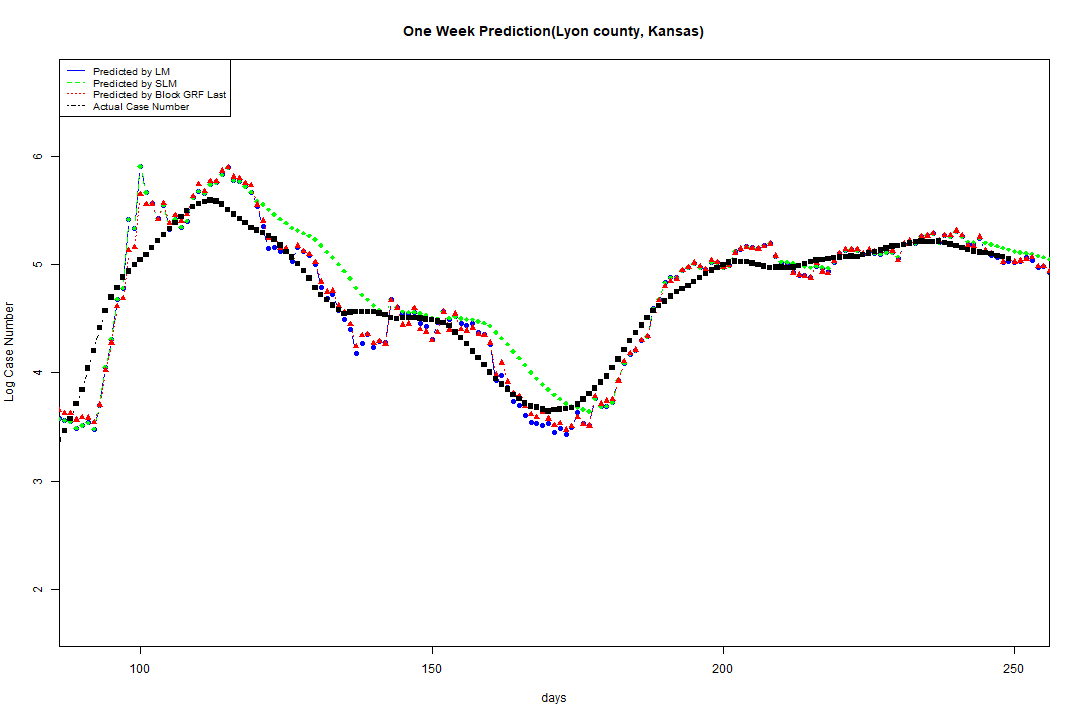 One Week Prediction(Lyon county, Kansas)
Predicted by LM
Predicted by SLM
Predicted by Block GRF Last
Actual Case Number
6
5
4
3
2
Log Case Number
100 150 200 250
days